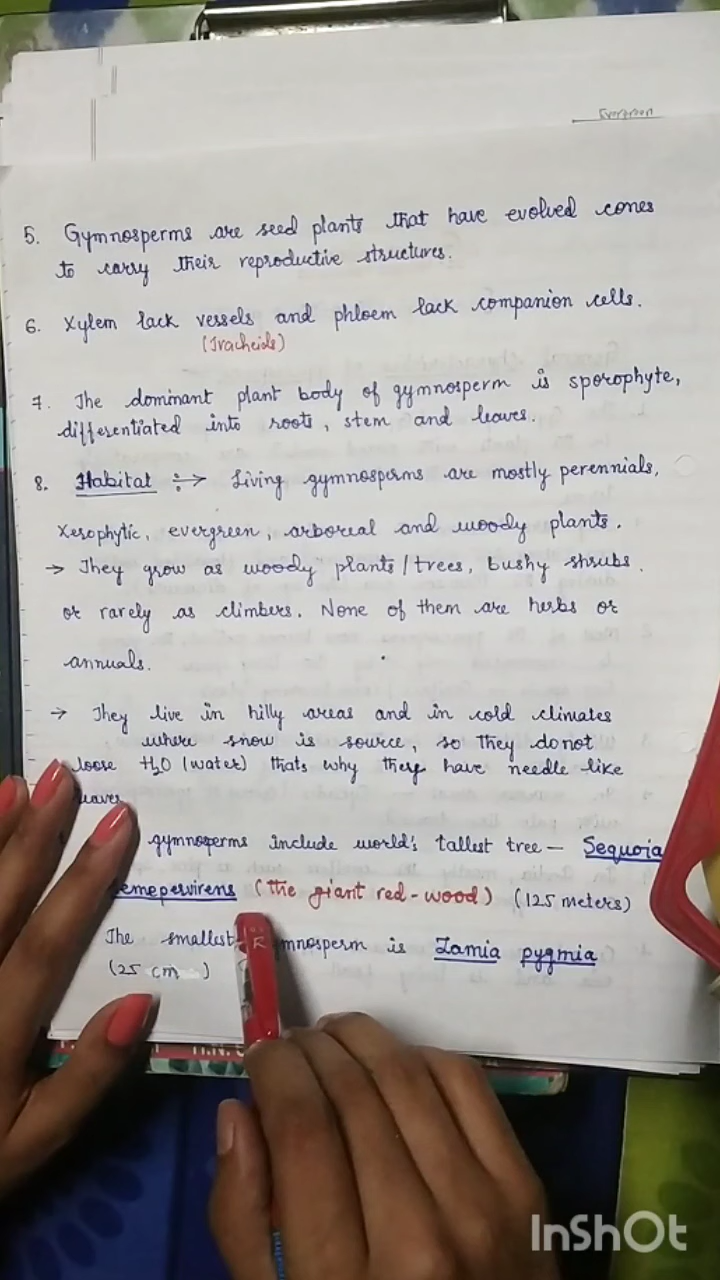 Evergreen
5. Gymnosperms are seed plants that have evolved cones
to carry their reproductive structures.
6. Xylem lack vessels and phloem lack companion cells.
(Tracheids)
7. The dominant plant body of gymnosperm is sporophyte,
differentiated into roots, stem and leaves.
8. Habitat ÷→ Living gymnosperms are mostly perennials,
Xerophytic, evergreen, arboreal and woody plants.
→ They grow as woody plants/trees, bushy shrubs
or rarely as climbers. None of them are herbs or
annuals.
→ They live in hilly areas and in cold climates
where snow is source, so they donot
loose H2O (water) thats why they have needle like
leaves
gymnosperms include world's tallest tree - Sequoia
semepervirens (the giant red-wood) (125 meters)
The smallest gymnosperm is Zamia pygmia
(25 cm )
R
InShOt